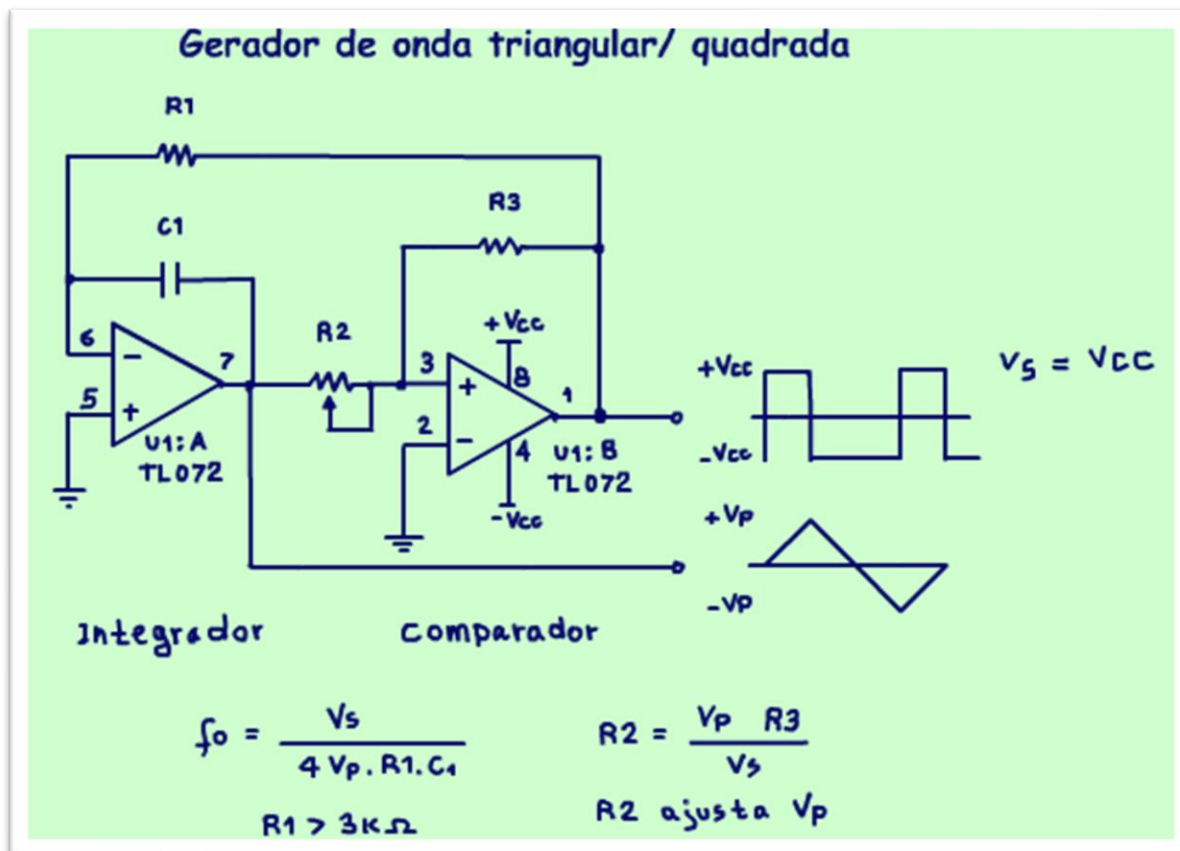 Gerador de onda triangular/ quadrada
R1
R3
C1
R2
+Vcc
6
7
3
8
1
5
2
4
U1:A
TL072
U1:B
TL072
-Vcc
+Vcc
-Vcc
Vs = VCC
+Vp
-Vp
Integrador
Comparador
fo = Vs / 4 Vp . R1 . C1
R2 = Vp R3 / Vs
R1 > 3KΩ
R2 ajusta Vp